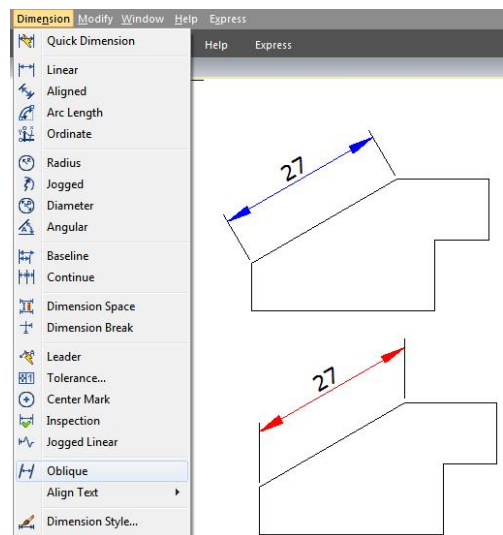 Dimension Modify Window Help Express
Help Express
Quick Dimension
Linear
Aligned
Arc Length
Ordinate
Radius
Jogged
Diameter
Angular
Baseline
Continue
Dimension Space
Dimension Break
Leader
Tolerance...
Center Mark
Inspection
Jogged Linear
Oblique
Align Text
Dimension Style...
27
27